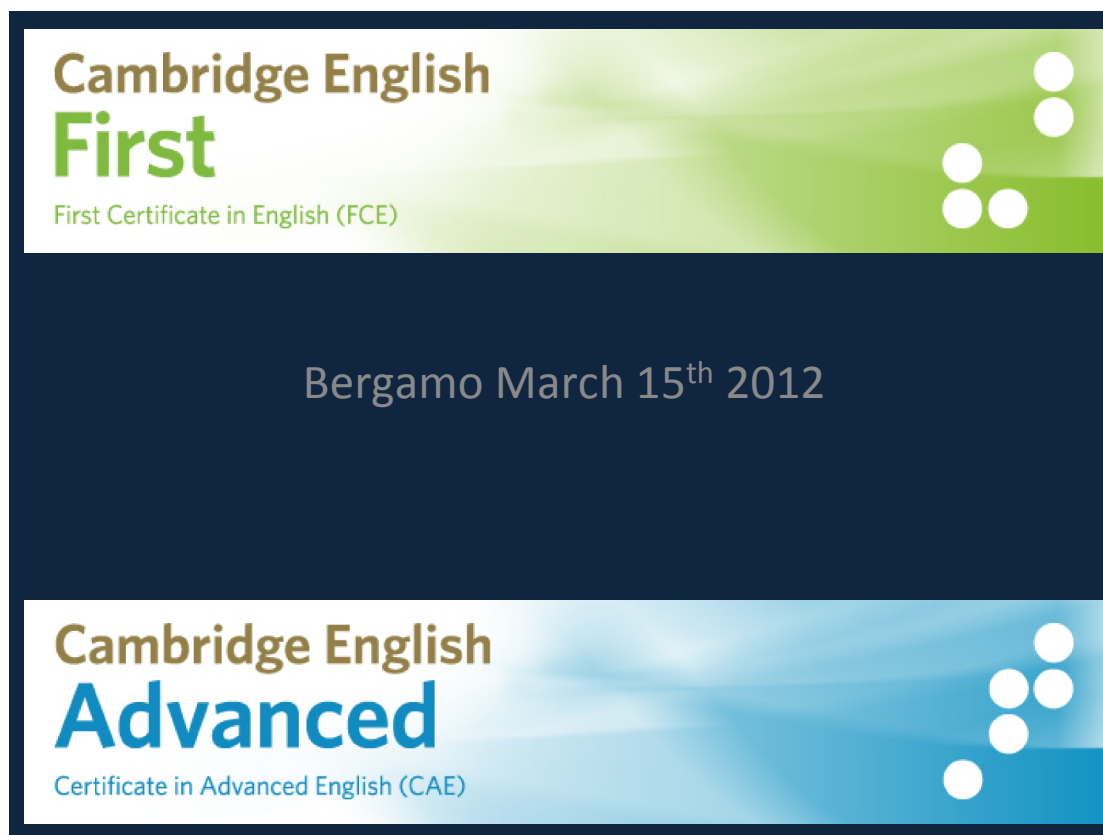 Cambridge English
First
First Certificate in English (FCE)
Bergamo March 15th 2012
Cambridge English
Advanced
Certificate in Advanced English (CAE)